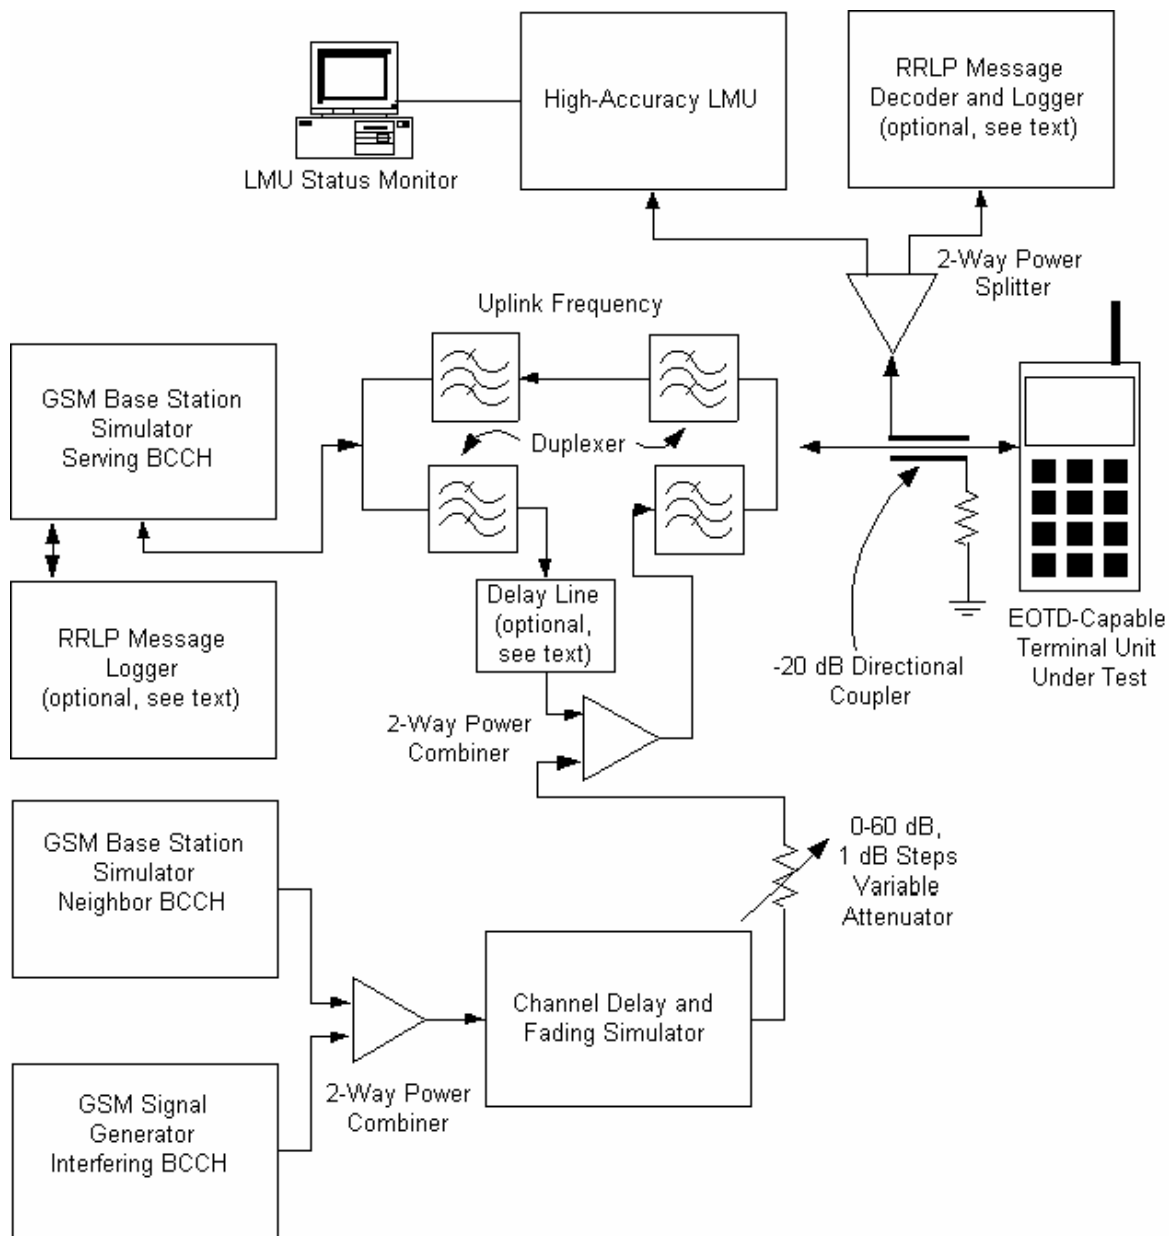 High-Accuracy LMU
RRLP Message
Decoder and Logger
(optional, see text)
LMU Status Monitor
2-Way Power
Splitter
Uplink Frequency
GSM Base Station
Simulator
Serving BCCH
Duplexer
RRLP Message
Logger
(optional, see text)
Delay Line
(optional,
see text)
-20 dB Directional
Coupler
EOTD-Capable
Terminal Unit
Under Test
2-Way Power
Combiner
GSM Base Station
Simulator
Neighbor BCCH
0-60 dB,
1 dB Steps
Variable
Attenuator
Channel Delay and
Fading Simulator
2-Way Power
Combiner
GSM Signal
Generator
Interfering BCCH